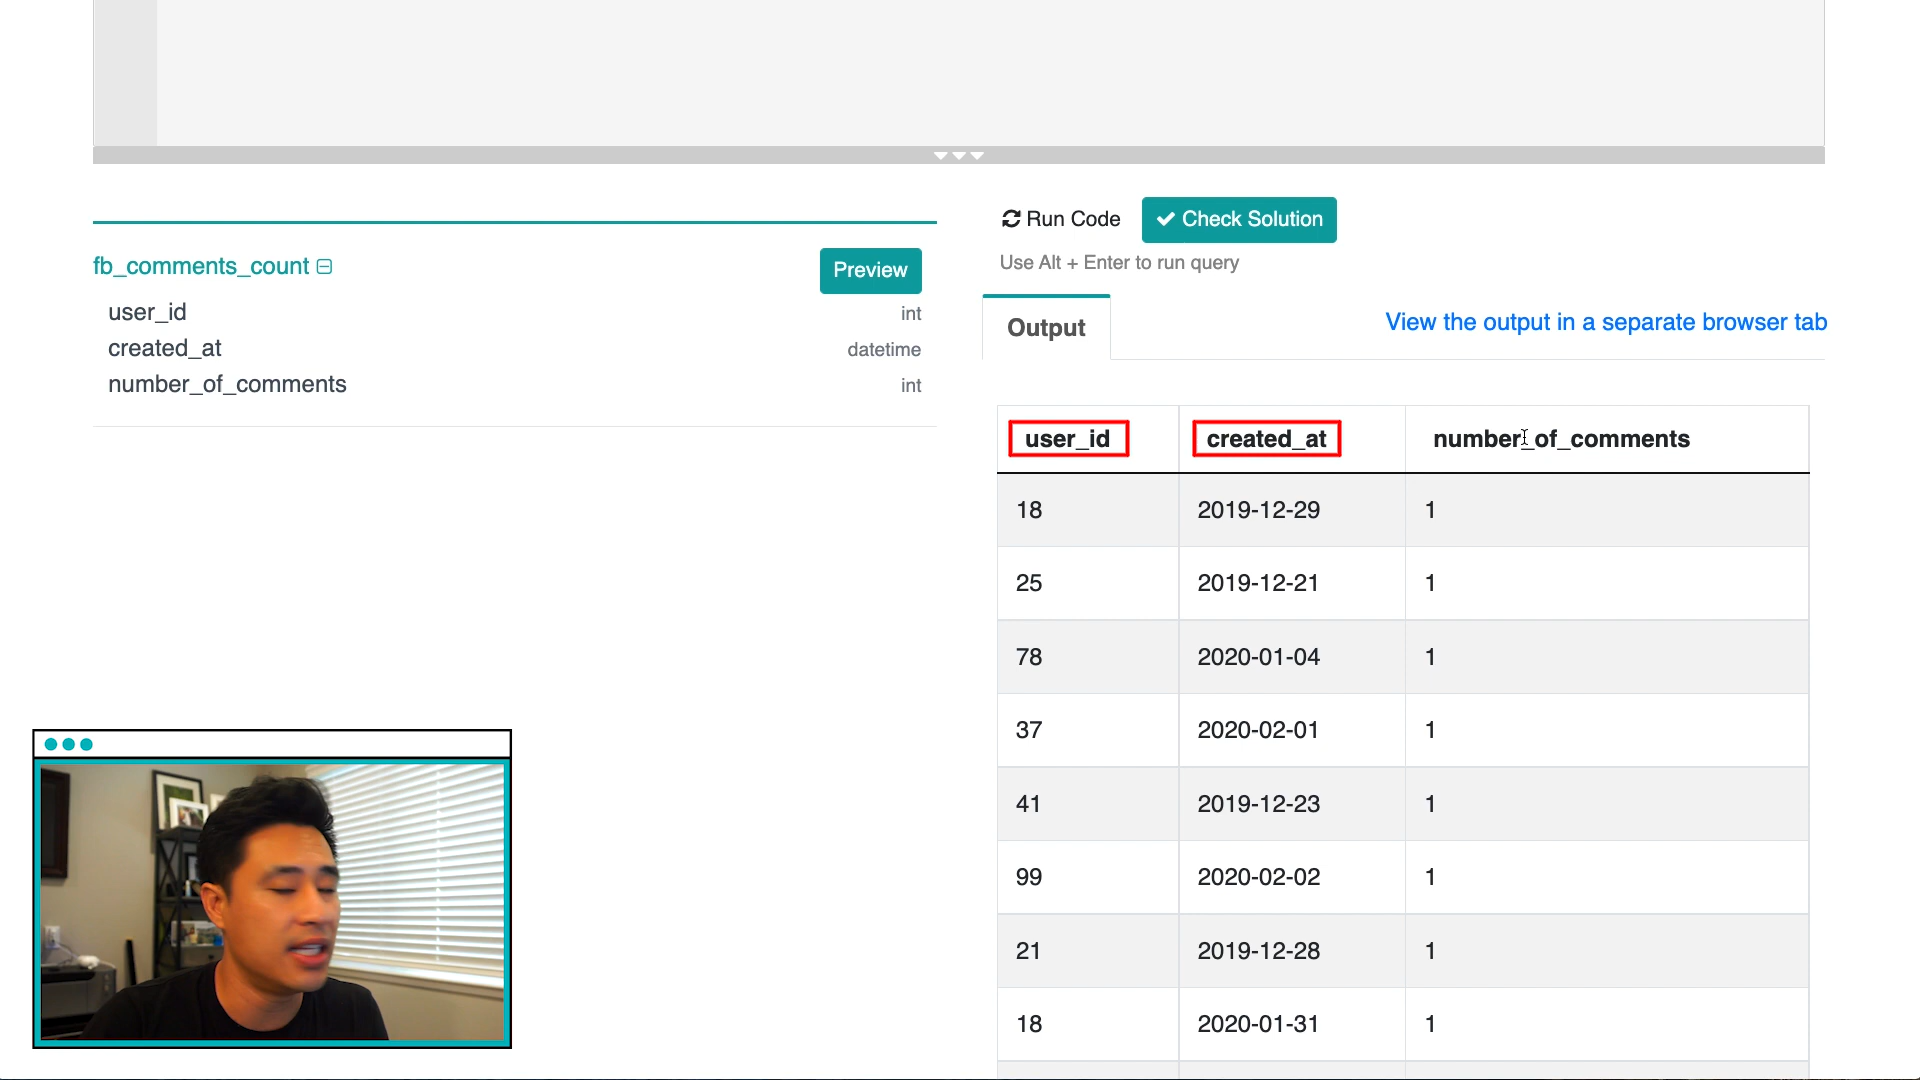 Run Code
Check Solution
Use Alt + Enter to run query
fb_comments_count
Preview
user_id int
created_at datetime
number_of_comments int
Output
View the output in a separate browser tab
user_id created_at number_of_comments
18 2019-12-29 1
25 2019-12-21 1
78 2020-01-04 1
37 2020-02-01 1
41 2019-12-23 1
99 2020-02-02 1
21 2019-12-28 1
18 2020-01-31 1